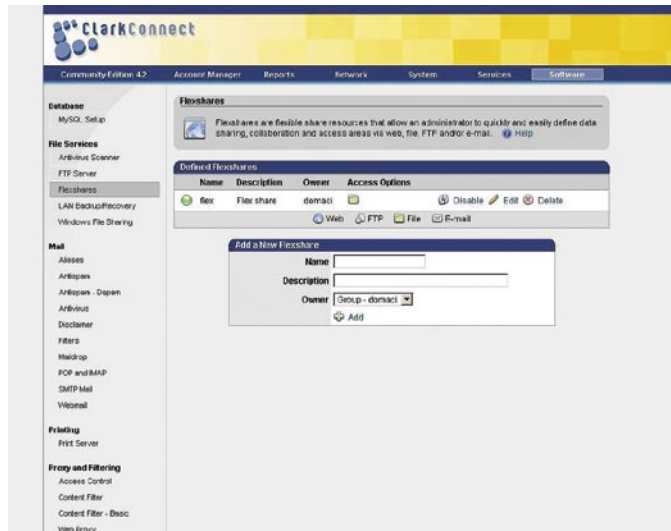 ClarkConnect
Community Edition 4.2 Account Manager Reports Network System Services Software
Database
MySQL Setup
File Services
Antivirus Scanner
FTP Server
Flexshares
LAN Backup/Recovery
Windows File Sharing
Mail
Aliases
Antispam
Antispam - Dspam
Antivirus
Disclaimer
Filters
Maildrop
POP and IMAP
SMTP Mail
Webmail
Printing
Print Server
Proxy and Filtering
Access Control
Content Filter
Content Filter - Basic
Web Proxy
Flexshares
Flexshares are flexible share resources that allow an administrator to quickly and easily define data
sharing, collaboration and access areas via web, file, FTP and/or e-mail. Help
Defined Flexshares
Name Description Owner Access Options
flex Flex share domaci Disable Edit Delete
Web FTP File E-mail
Add a New Flexshare
Name
Description
Owner Group - domaci
Add